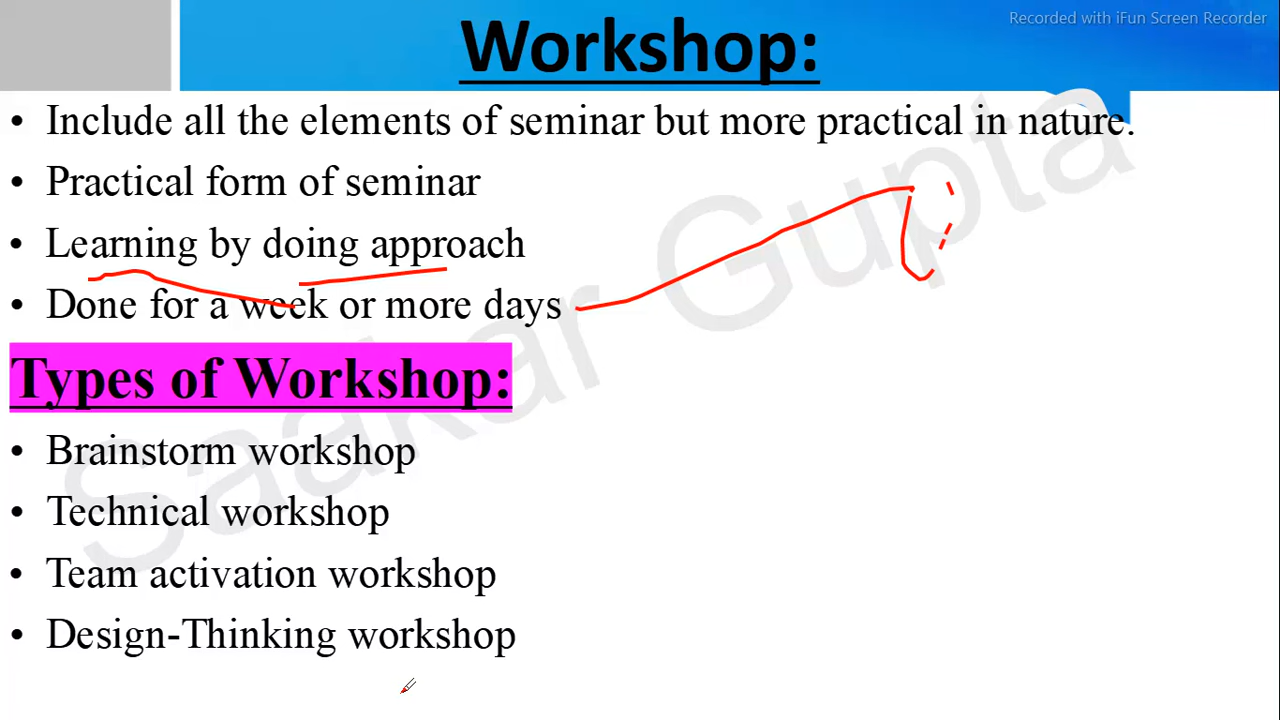 Recorded with iFun Screen Recorder
Workshop:
• Include all the elements of seminar but more practical in nature.
• Practical form of seminar
• Learning by doing approach
• Done for a week or more days
Types of Workshop:
• Brainstorm workshop
• Technical workshop
• Team activation workshop
• Design-Thinking workshop
Saakar Gupta